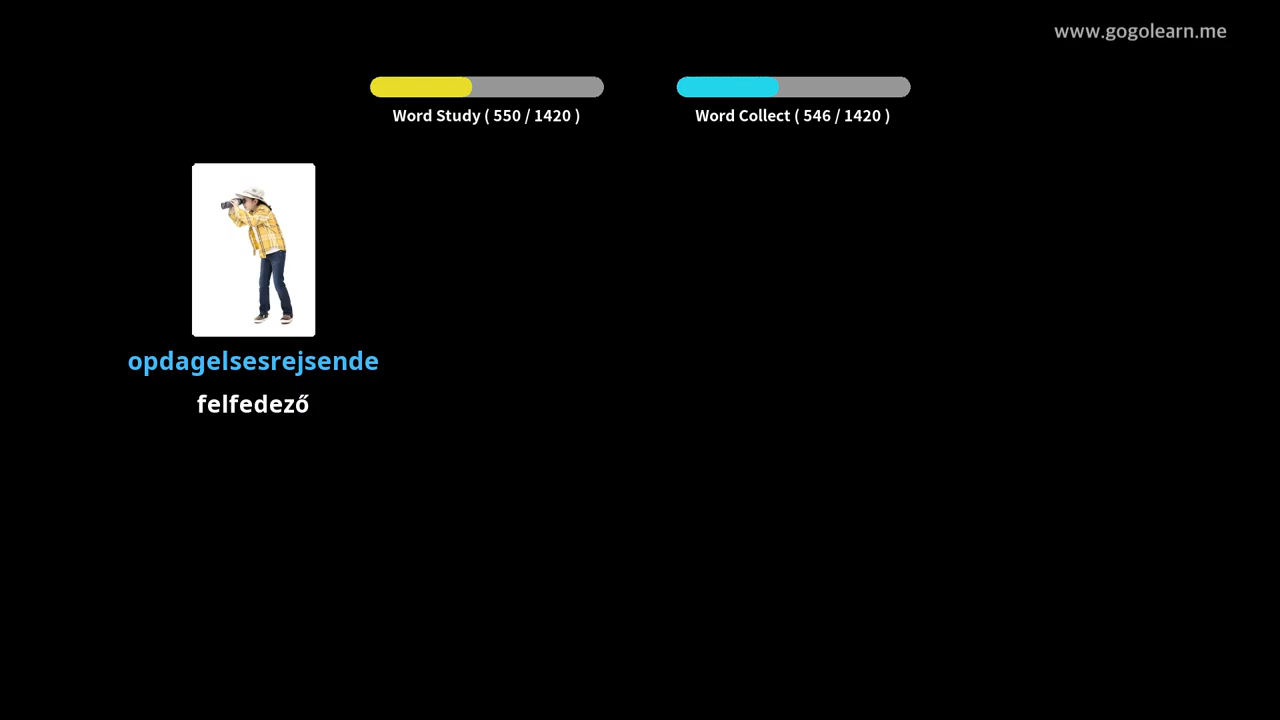 www.gogolearn.me
Word Study ( 550 / 1420 )
Word Collect ( 546 / 1420 )
opdagelsesrejsende
felfedező